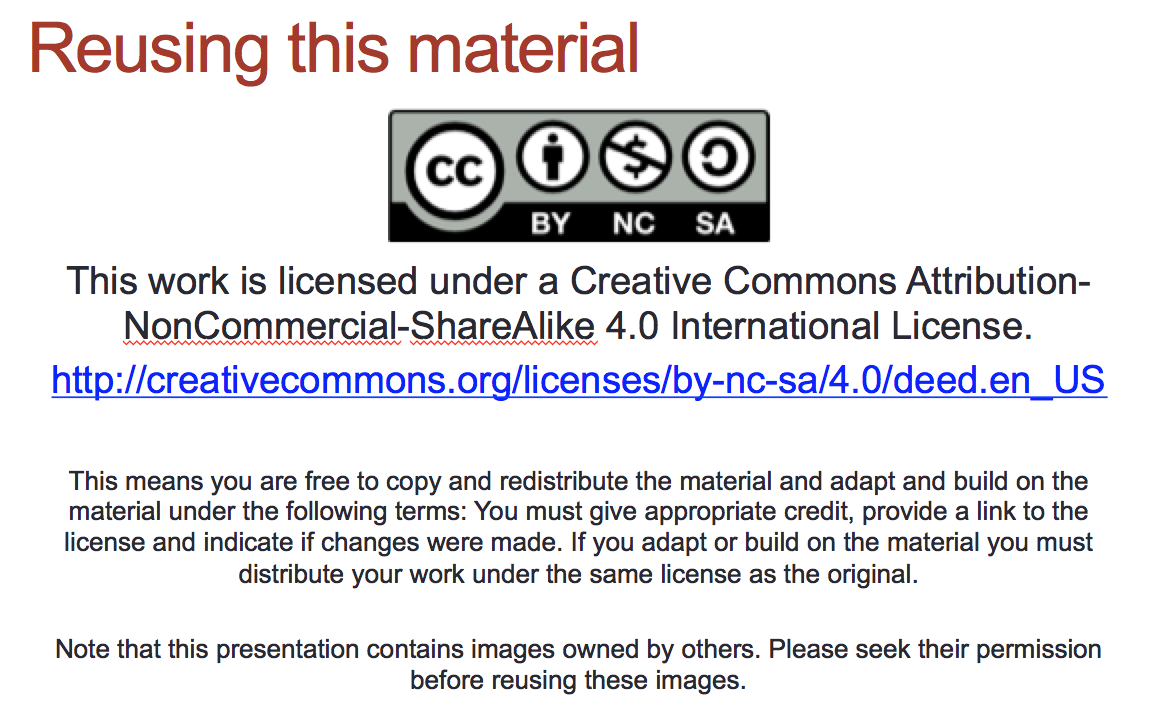 Reusing this material
cc
BY NC SA
This work is licensed under a Creative Commons Attribution-
NonCommercial-ShareAlike 4.0 International License.
http://creativecommons.org/licenses/by-nc-sa/4.0/deed.en_US
This means you are free to copy and redistribute the material and adapt and build on the
material under the following terms: You must give appropriate credit, provide a link to the
license and indicate if changes were made. If you adapt or build on the material you must
distribute your work under the same license as the original.
Note that this presentation contains images owned by others. Please seek their permission
before reusing these images.